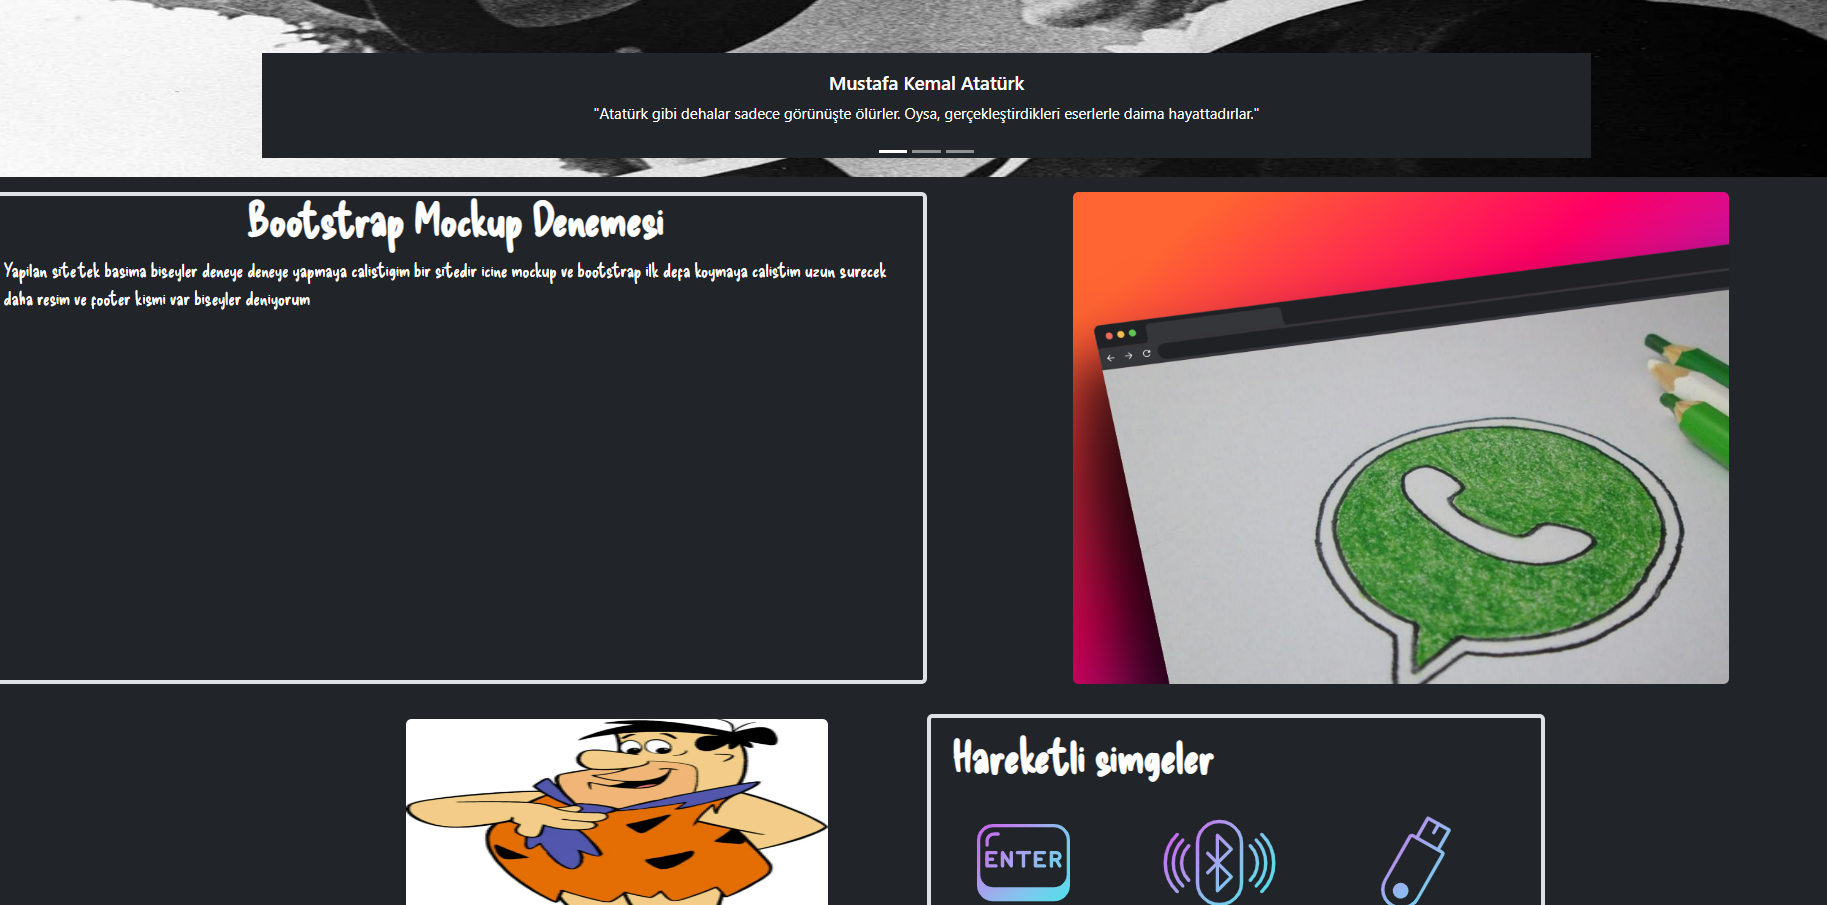 Mustafa Kemal Atatürk
"Atatürk gibi dehalar sadece görünüşte ölürler. Oysa, gerçekleştirdikleri eserlerle daima hayattadırlar."
Bootstrap Mockup Denemesi
Yapilan sitetek basima biseyler deneye deneye yapmaya calistigim bir sitedir icine mockup ve bootstrap ilk defa koymaya calistim uzun surecek
daha resim ve footer kismi var biseyler deniyorum
Hareketli simgeler
ENTER